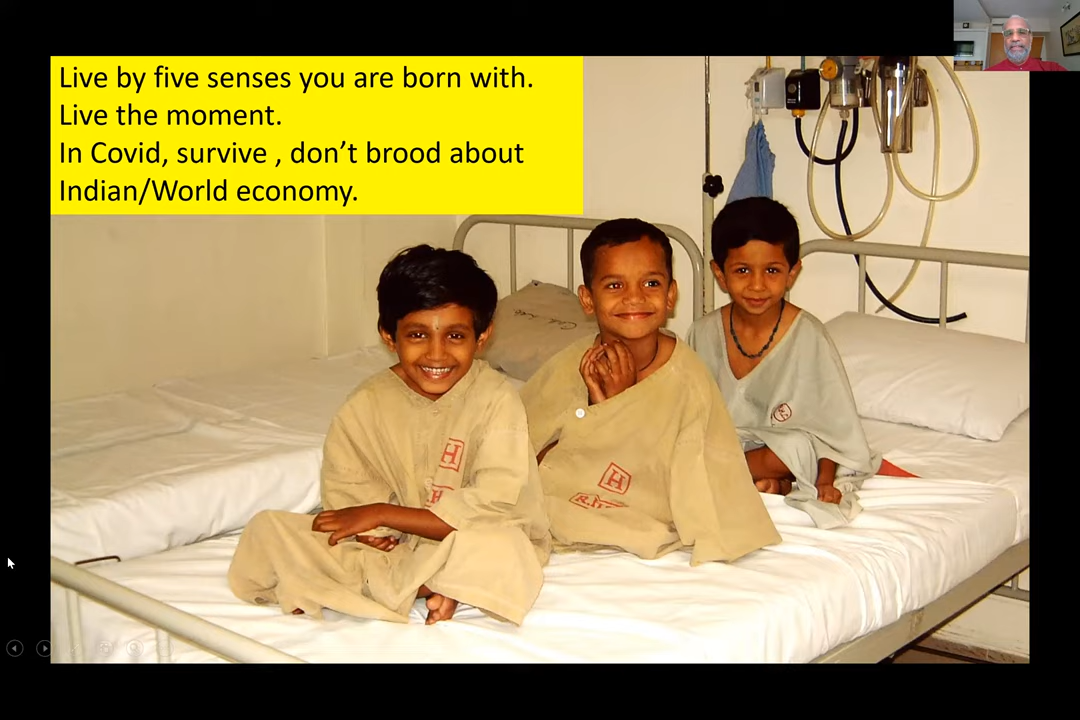 Live by five senses you are born with.
Live the moment.
In Covid, survive , don’t brood about
Indian/World economy.
H
H
H